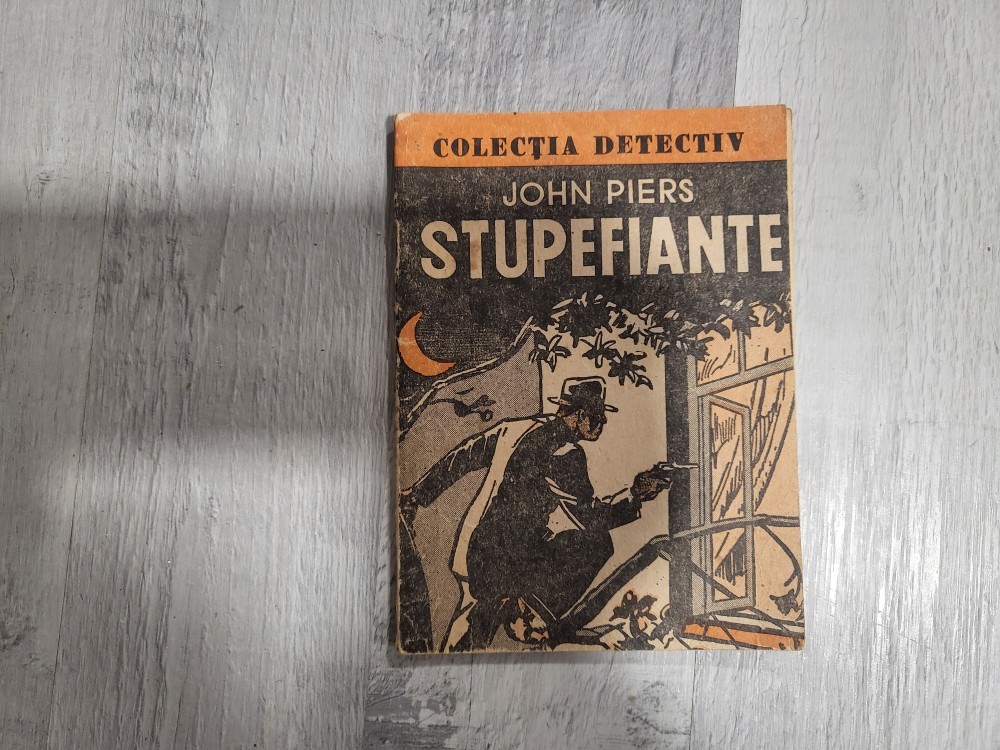 COLECȚIA DETECTIV
JOHN PIERS
STUPEFIANTE